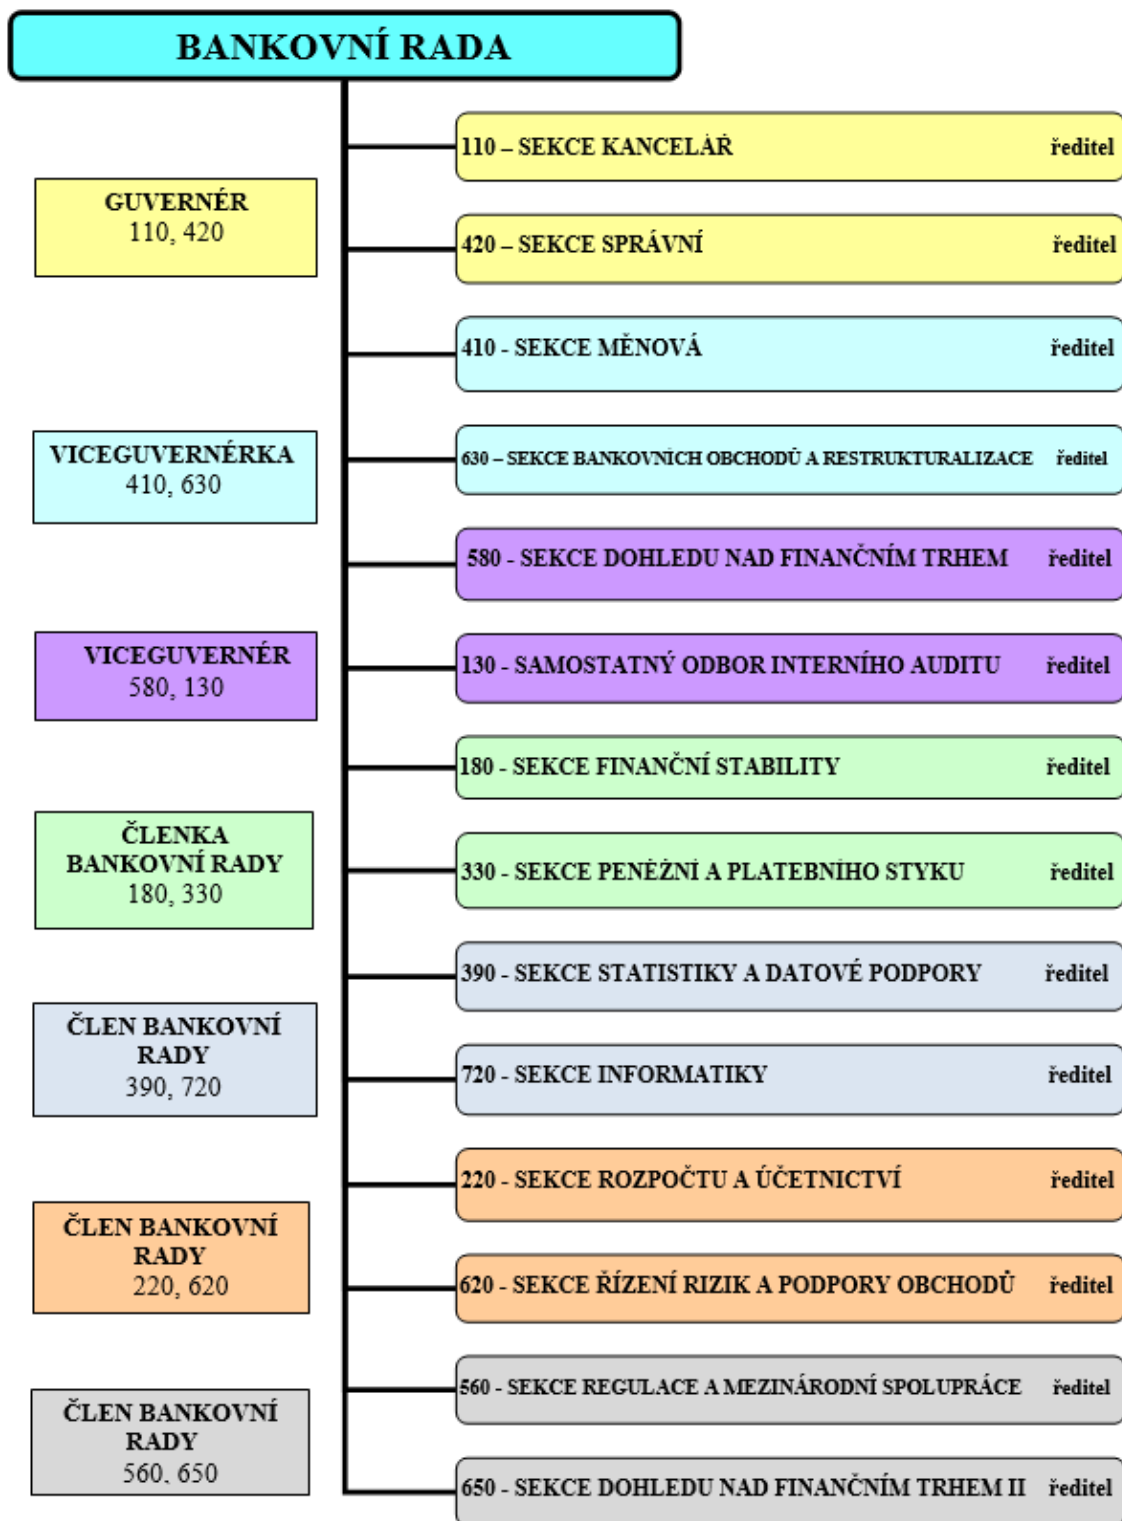 BANKOVNÍ RADA
GUVERNÉR
110, 420
VICEGUVERNÉRKA
410, 630
VICEGUVERNÉR
580, 130
ČLENKA
BANKOVNÍ RADY
180, 330
ČLEN BANKOVNÍ
RADY
390, 720
ČLEN BANKOVNÍ
RADY
220, 620
ČLEN BANKOVNÍ
RADY
560, 650
110 – SEKCE KANCELÁŘ ředitel
420 – SEKCE SPRÁVNÍ ředitel
410 - SEKCE MĚNOVÁ ředitel
630 – SEKCE BANKOVNÍCH OBCHODŮ A RESTRUKTURALIZACE ředitel
580 - SEKCE DOHLEDU NAD FINANČNÍM TRHEM ředitel
130 - SAMOSTATNÝ ODBOR INTERNÍHO AUDITU ředitel
180 - SEKCE FINANČNÍ STABILITY ředitel
330 - SEKCE PENĚŽNÍ A PLATEBNÍHO STYKU ředitel
390 - SEKCE STATISTIKY A DATOVÉ PODPORY ředitel
720 - SEKCE INFORMATIKY ředitel
220 - SEKCE ROZPOČTU A ÚČETNICTVÍ ředitel
620 - SEKCE ŘÍZENÍ RIZIK A PODPORY OBCHODŮ ředitel
560 - SEKCE REGULACE A MEZINÁRODNÍ SPOLUPRÁCE ředitel
650 - SEKCE DOHLEDU NAD FINANČNÍM TRHEM II ředitel